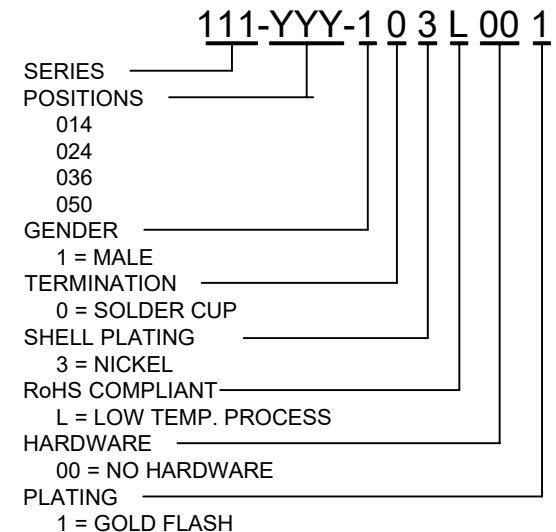 111-YYY-1 0 3 L 00 1
SERIES
POSITIONS
014
024
036
050
GENDER
1 = MALE
TERMINATION
0 = SOLDER CUP
SHELL PLATING
3 = NICKEL
RoHS COMPLIANT
L = LOW TEMP. PROCESS
HARDWARE
00 = NO HARDWARE
PLATING
1 = GOLD FLASH